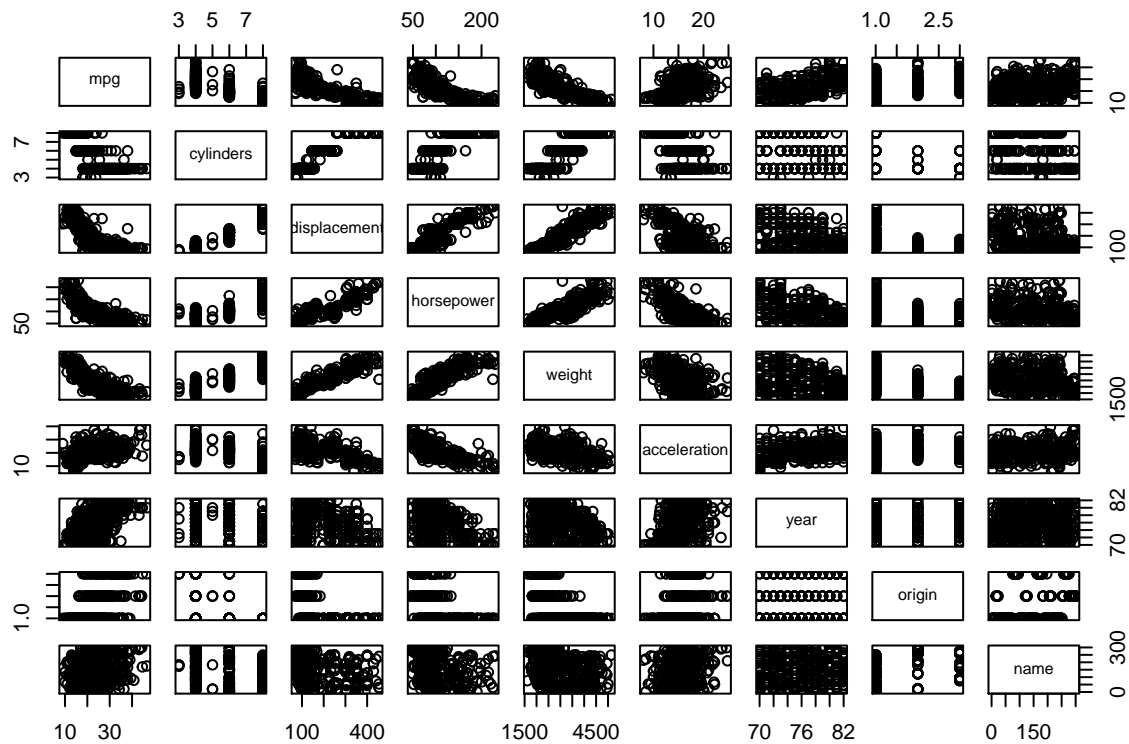 3 5 7 50 200 10 20 1.0 2.5
mpg
10
3 7
cylinders
displacement
100
50
horsepower
weight
1500
10
acceleration
year
70 82
1.0
origin
name
0 300
10 30 100 400 1500 4500 70 76 82 0 150